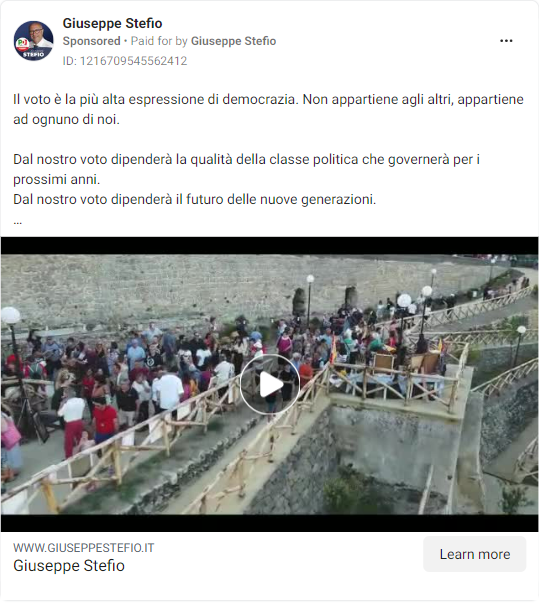 Giuseppe Stefio
Sponsored • Paid for by Giuseppe Stefio
ID: 1216709545562412
Il voto è la più alta espressione di democrazia. Non appartiene agli altri, appartiene
ad ognuno di noi.
Dal nostro voto dipenderà la qualità della classe politica che governerà per i
prossimi anni.
Dal nostro voto dipenderà il futuro delle nuove generazioni.
...
WWW.GIUSEPPESTEFIO.IT
Giuseppe Stefio
Learn more
STEFIO